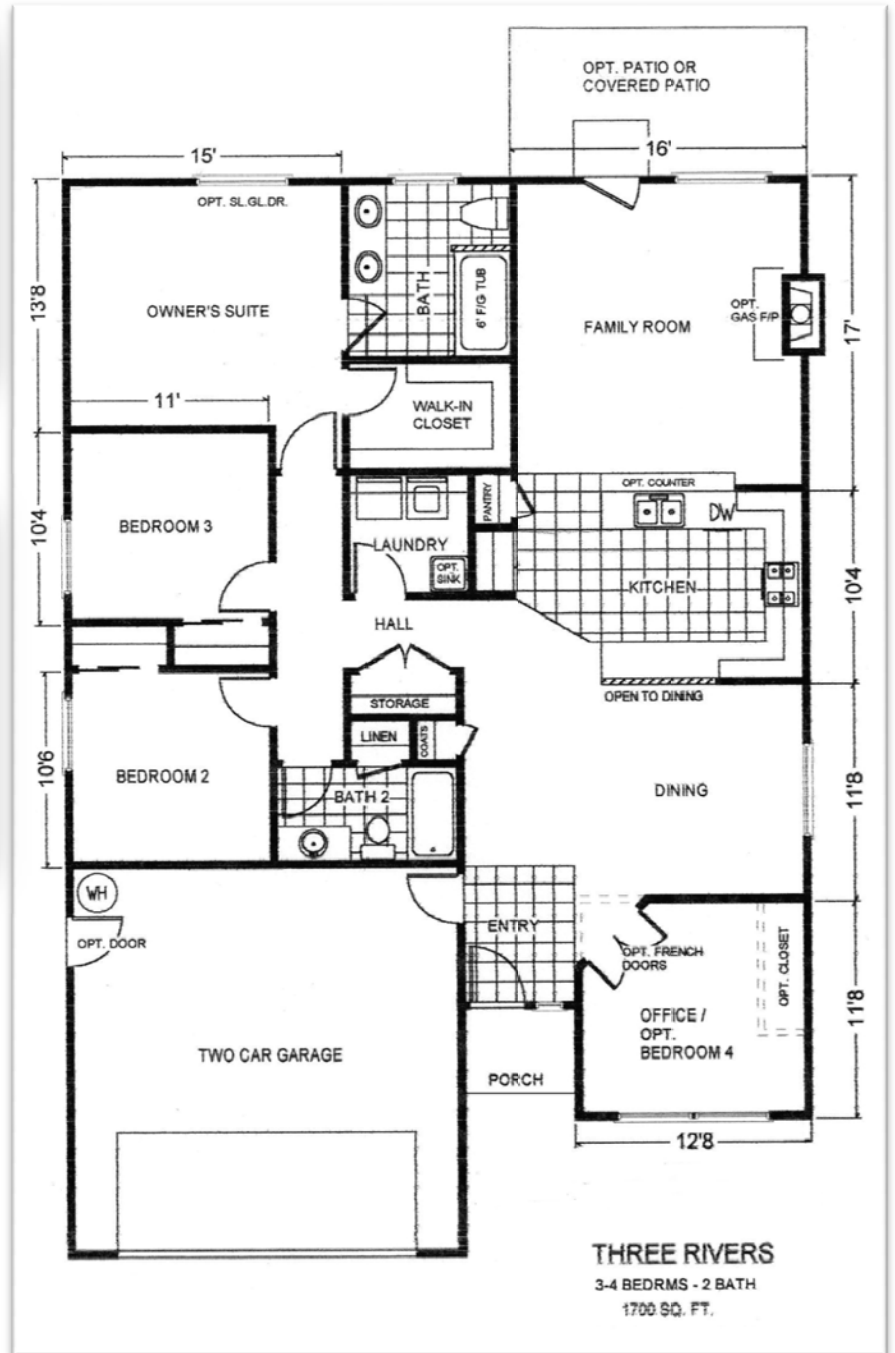 OPT. PATIO OR
COVERED PATIO
15'
16'
OPT. SL.GL.DR.
13'8
OWNER'S SUITE
BATH
6' F/G TUB
FAMILY ROOM
OPT.
GAS F/P
17'
11'
WALK-IN
CLOSET
OPT. COUNTER
PANTRY
DW
10'4
BEDROOM 3
LAUNDRY
OPT.
SINK
KITCHEN
10'4
HALL
STORAGE
OPEN TO DINING
LINEN
COATS
10'6
BEDROOM 2
BATH 2
DINING
11'8
WH
OPT. DOOR
ENTRY
OPT. FRENCH
DOORS
OPT. CLOSET
OFFICE /
OPT.
BEDROOM 4
11'8
TWO CAR GARAGE
PORCH
12'8
THREE RIVERS
3-4 BEDRMS - 2 BATH
1700 SQ. FT.